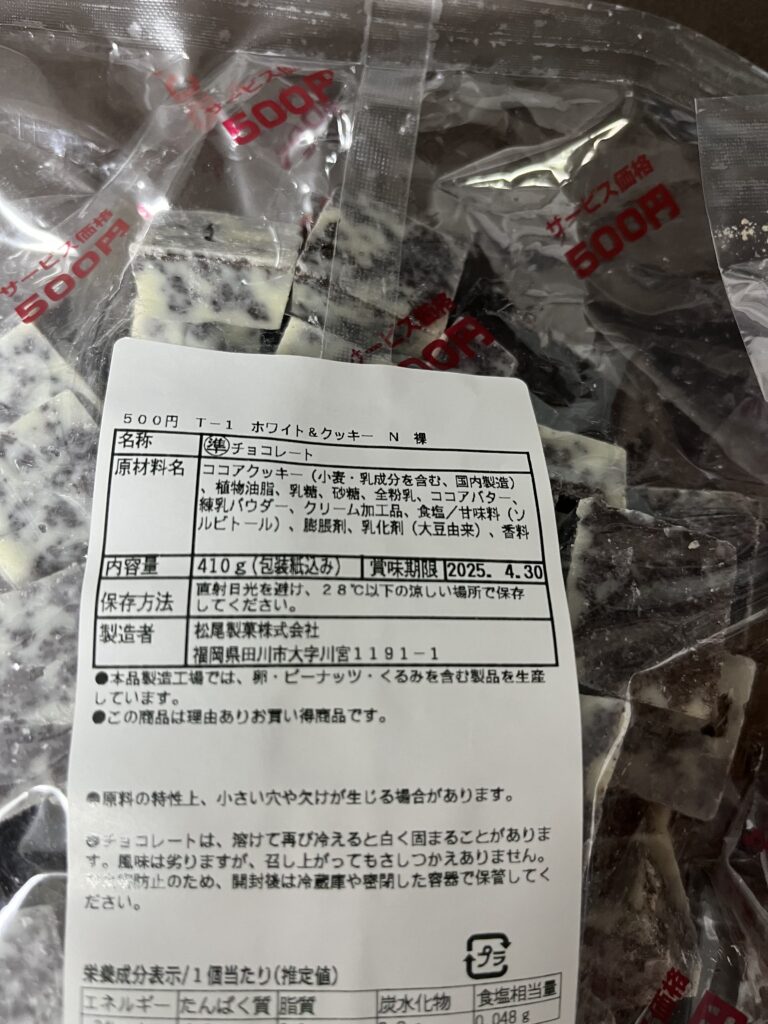 サービス価格
500円
サービス価格
500円
サービス価格
500円
サービス価格
500円
500円 T-1 ホワイト&クッキー N 裸
名称 ㊜チョコレート
原材料名 ココアクッキー(小麦・乳成分を含む、国内製造)
、植物油脂、乳糖、砂糖、全粉乳、ココアバター、
練乳パウダー、クリーム加工品、食塩/甘味料(ソ
ルビトール)、膨脹剤、乳化剤(大豆由来)、香料
内容量 410g(包装紙込み) 賞味期限 2025. 4.30
保存方法 直射日光を避け、28℃以下の涼しい場所で保存
してください。
製造者 松尾製菓株式会社
福岡県田川市大字川宮1191-1
●本品製造工場では、卵・ピーナッツ・くるみを含む製品を生産
しています。
●この商品は理由ありお買い得商品です。
●原料の特性上、小さい穴や欠けが生じる場合があります。
●チョコレートは、溶けて再び冷えると白く固まることがありま
す。風味は劣りますが、召し上がってもさしつかえありません。
防止のため、開封後は冷蔵庫や密閉した容器で保管してく
ださい。
プラ
栄養成分表示/1個当たり(推定値)
エネルギー たんぱく質 脂質 炭水化物 食塩相当量
0.048g
サービス価格